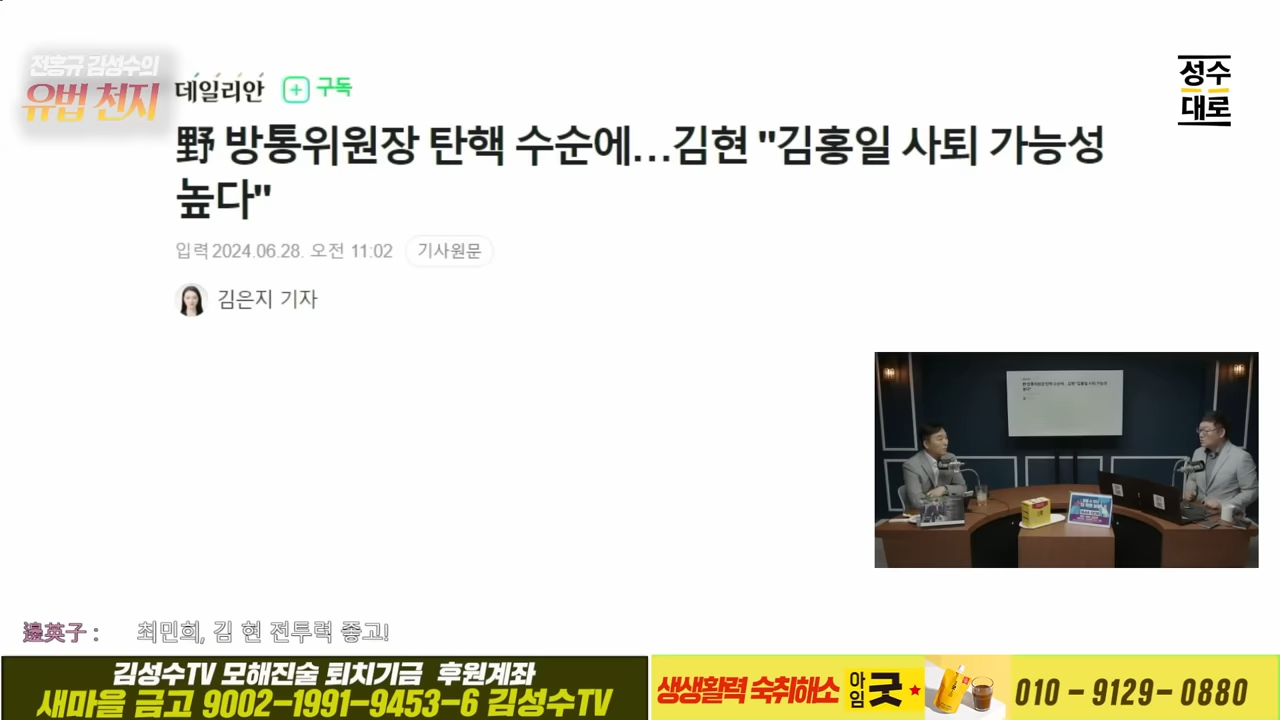 전홍규 김성수의
유법 천지
데일리안 구독
성수
대로
野 방통위원장 탄핵 수순에...김현 "김홍일 사퇴 가능성
높다"
입력 2024.06.28. 오전 11:02 기사원문
김은지 기자
邉英子 : 최민희, 김 현 전투력 좋고!
김성수TV 모해진술 퇴치기금 후원계좌
새마을 금고 9002-1991-9453-6 김성수TV
생생활력 숙취해소
아임 굿
010 - 9129- 0880